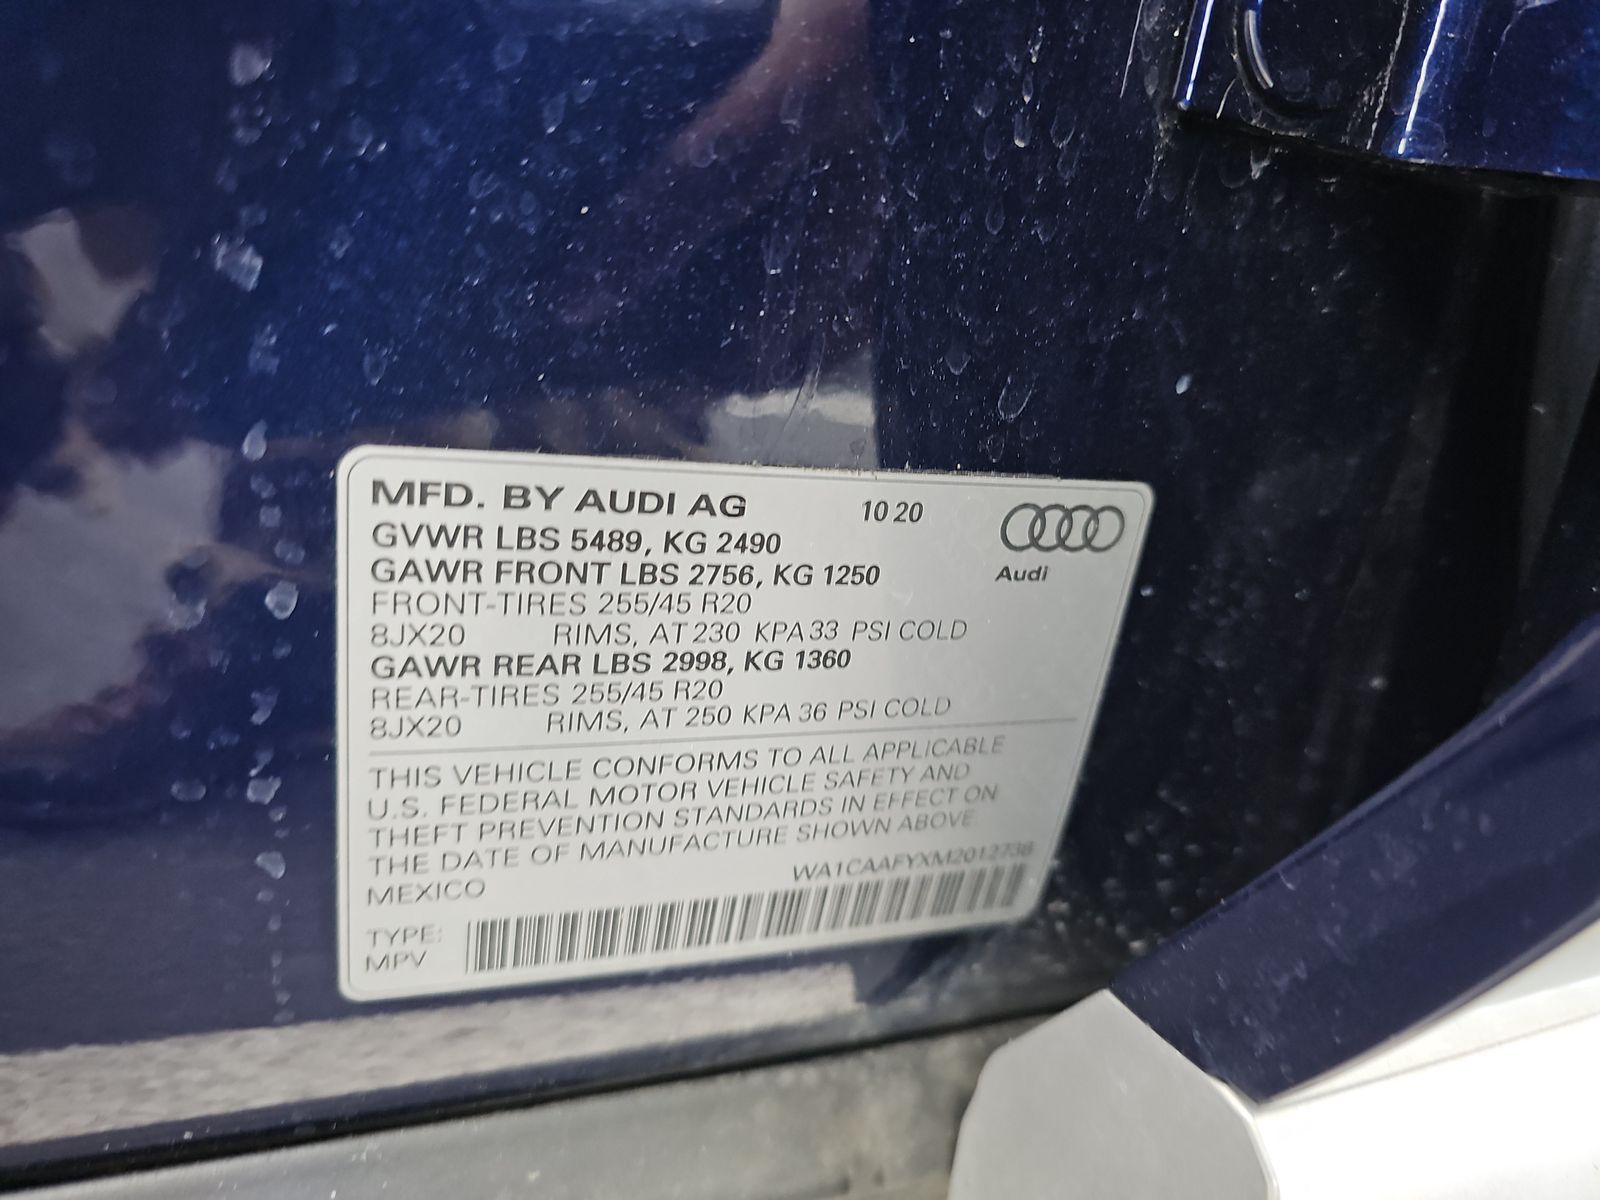 MFD. BY AUDI AG 10 20
GVWR LBS 5489, KG 2490
GAWR FRONT LBS 2756, KG 1250
Audi
FRONT-TIRES 255/45 R20
8JX20 RIMS, AT 230 KPA 33 PSI COLD
GAWR REAR LBS 2998, KG 1360
REAR-TIRES 255/45 R20
8JX20 RIMS, AT 250 KPA 36 PSI COLD
THIS VEHICLE CONFORMS TO ALL APPLICABLE
U.S. FEDERAL MOTOR VEHICLE SAFETY AND
THEFT PREVENTION STANDARDS IN EFFECT ON
THE DATE OF MANUFACTURE SHOWN ABOVE.
MEXICO WA1CAAFYXM2012736
TYPE:
MPV